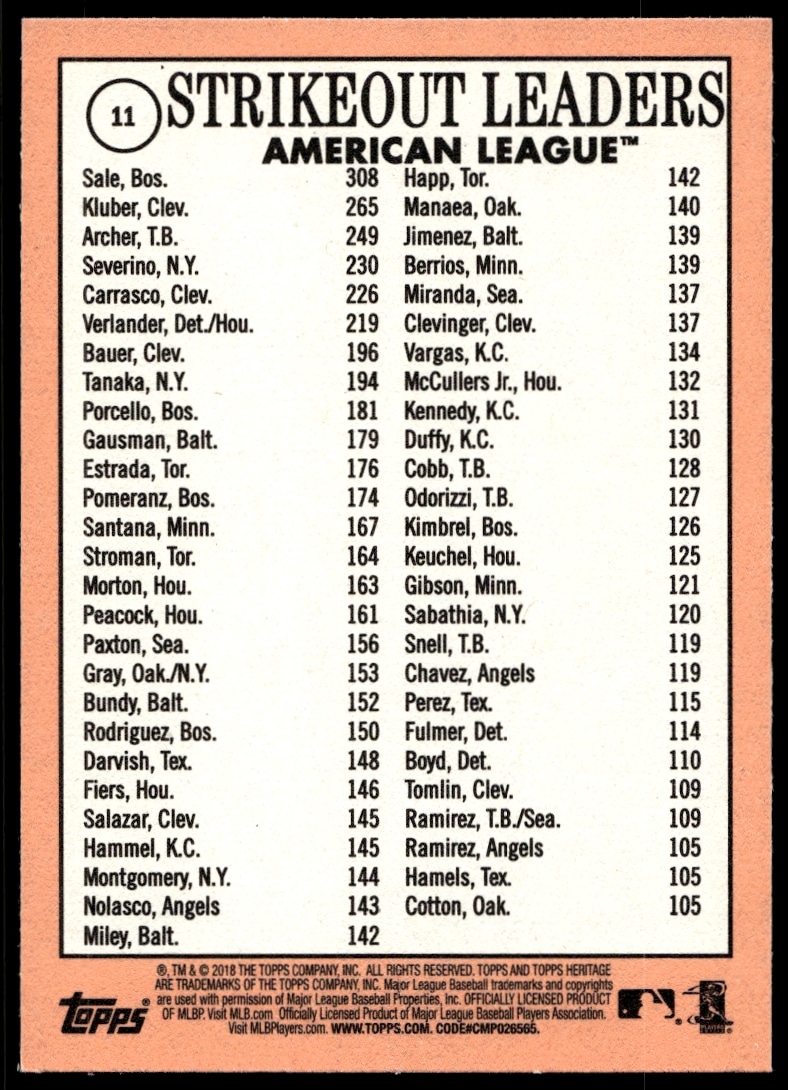 11
STRIKEOUT LEADERS
AMERICAN LEAGUE™
Sale, Bos. 308
Kluber, Clev. 265
Archer, T.B. 249
Severino, N.Y. 230
Carrasco, Clev. 226
Verlander, Det./Hou. 219
Bauer, Clev. 196
Tanaka, N.Y. 194
Porcello, Bos. 181
Gausman, Balt. 179
Estrada, Tor. 176
Pomeranz, Bos. 174
Santana, Minn. 167
Stroman, Tor. 164
Morton, Hou. 163
Peacock, Hou. 161
Paxton, Sea. 156
Gray, Oak./N.Y. 153
Bundy, Balt. 152
Rodriguez, Bos. 150
Darvish, Tex. 148
Fiers, Hou. 146
Salazar, Clev. 145
Hammel, K.C. 145
Montgomery, N.Y. 144
Nolasco, Angels 143
Miley, Balt. 142
Happ, Tor. 142
Manaea, Oak. 140
Jimenez, Balt. 139
Berrios, Minn. 139
Miranda, Sea. 137
Clevinger, Clev. 137
Vargas, K.C. 134
McCullers Jr., Hou. 132
Kennedy, K.C. 131
Duffy, K.C. 130
Cobb, T.B. 128
Odorizzi, T.B. 127
Kimbrel, Bos. 126
Keuchel, Hou. 125
Gibson, Minn. 121
Sabathia, N.Y. 120
Snell, T.B. 119
Chavez, Angels 119
Perez, Tex. 115
Fulmer, Det. 114
Boyd, Det. 110
Tomlin, Clev. 109
Ramirez, T.B./Sea. 109
Ramirez, Angels 105
Hamels, Tex. 105
Cotton, Oak. 105
®, TM & © 2018 THE TOPPS COMPANY, INC. ALL RIGHTS RESERVED. TOPPS AND TOPPS HERITAGE
ARE TRADEMARKS OF THE TOPPS COMPANY, INC. Major League Baseball trademarks and copyrights
are used with permission of Major League Baseball Properties, Inc. OFFICIALLY LICENSED PRODUCT
OF MLBP. Visit MLB.com Officially Licensed Product of Major League Baseball Players Association.
Visit MLBPlayers.com. WWW.TOPPS.COM. CODE#CMP026565.
Topps®